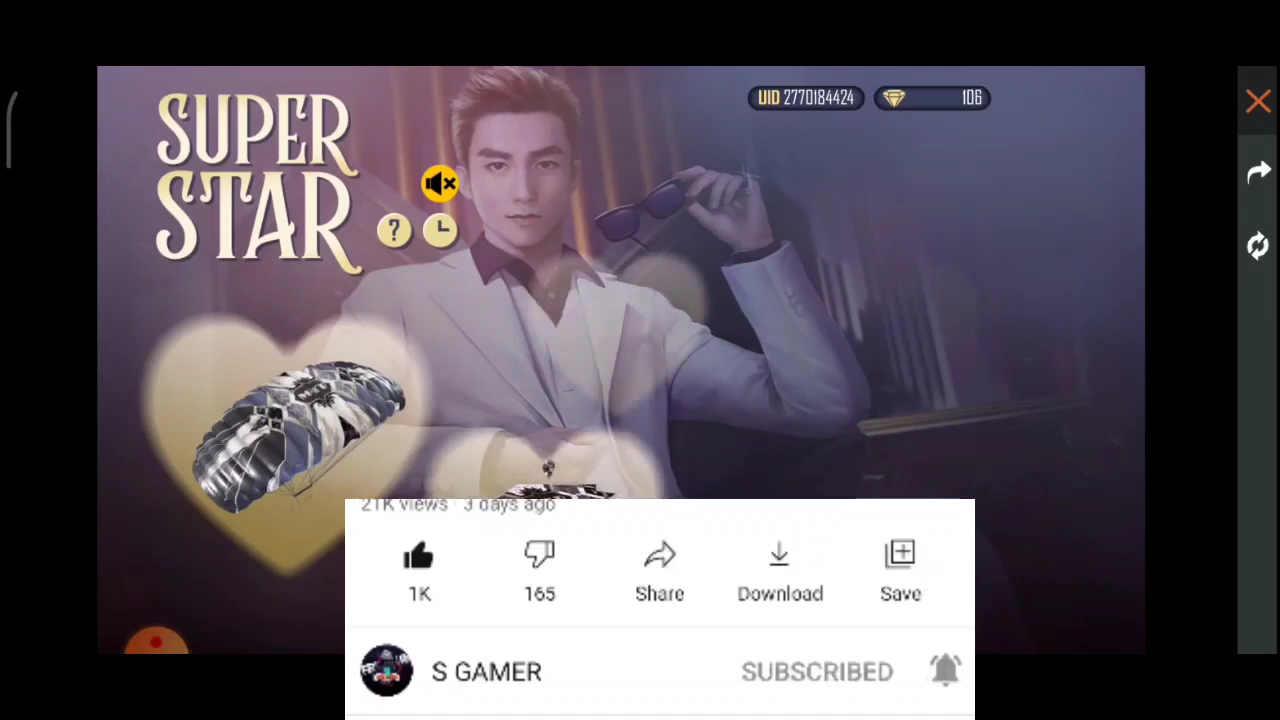 SUPER
STAR
UID 2770184424
106
?
21K views · 3 days ago
1K
165
Share
Download
Save
S GAMER
SUBSCRIBED